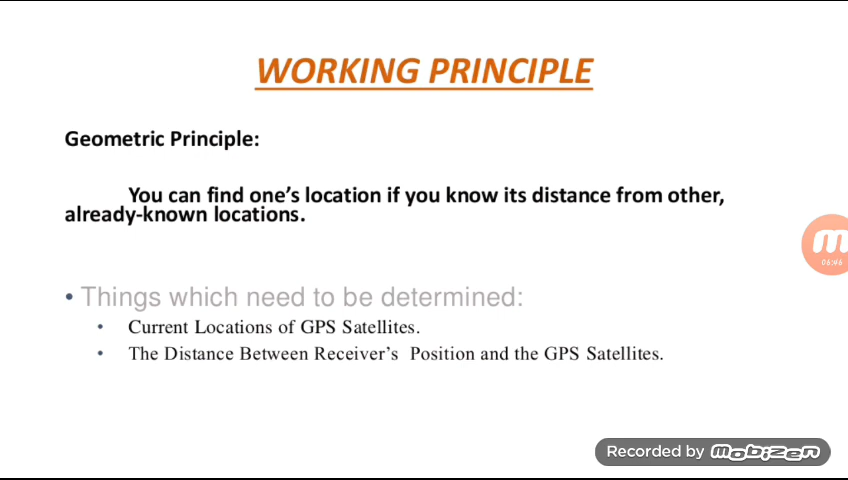 WORKING PRINCIPLE
Geometric Principle:
You can find one's location if you know its distance from other,
already-known locations.
• Things which need to be determined:
• Current Locations of GPS Satellites.
• The Distance Between Receiver's Position and the GPS Satellites.
m
06:46
Recorded by mobizen